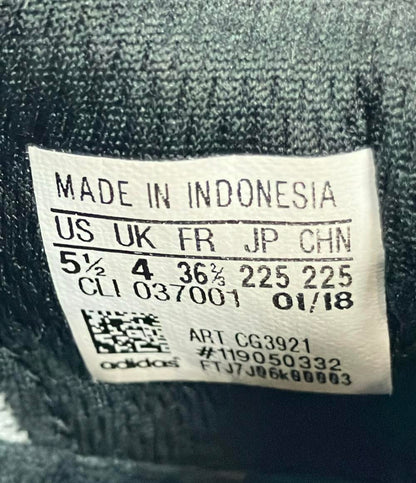 MADE IN INDONESIA
US UK FR JP CHN
5½ 4 36⅔ 225 225
CLI 037001 01/18
ART CG3921
#119050332
adidas FTJ7J06k00003